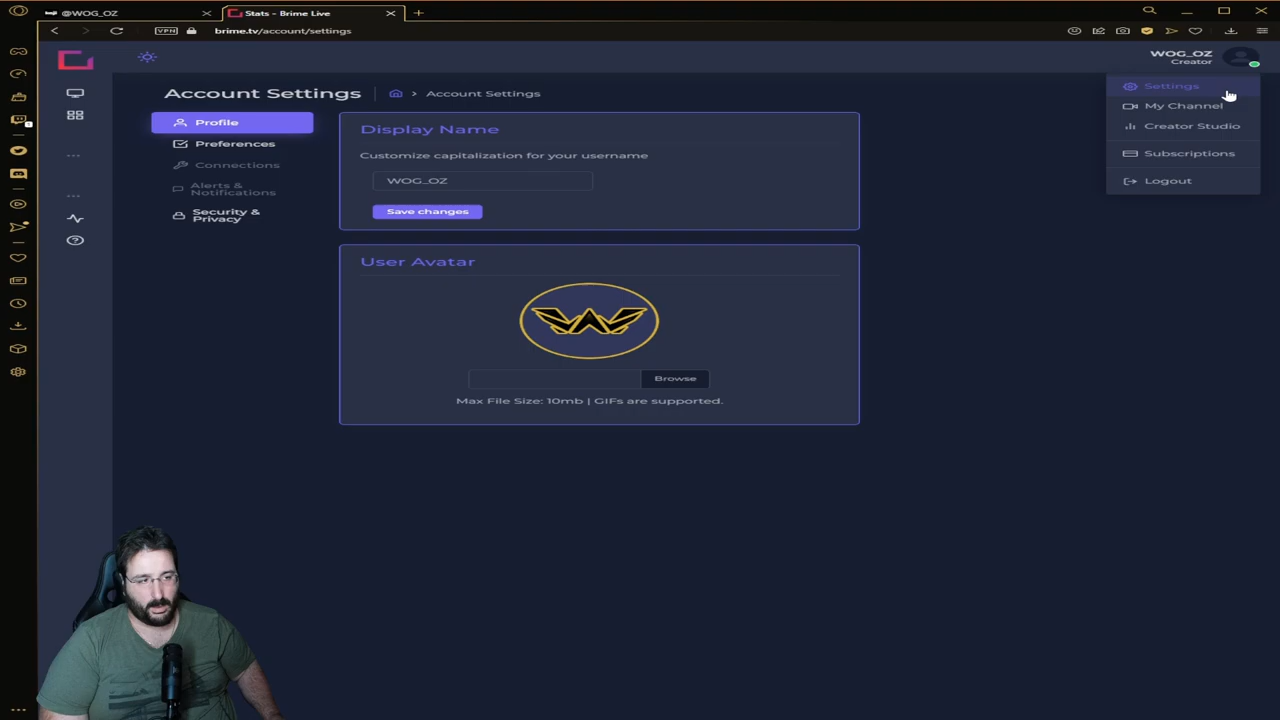 @WOG_OZ
Stats - Brime Live
VPN
brime.tv/account/settings
WOG_OZ
Creator
Settings
My Channel
Creator Studio
Subscriptions
Logout
Account Settings
Account Settings
Profile
Preferences
Connections
Alerts &
Notifications
Security &
Privacy
Display Name
Customize capitalization for your username
WOG_OZ
Save changes
User Avatar
Browse
Max File Size: 10mb | GIFs are supported.